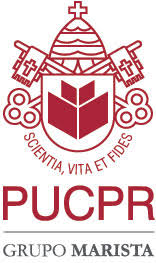 SCIENTIA, VITA ET FIDES
PUCPR
GRUPO MARISTA